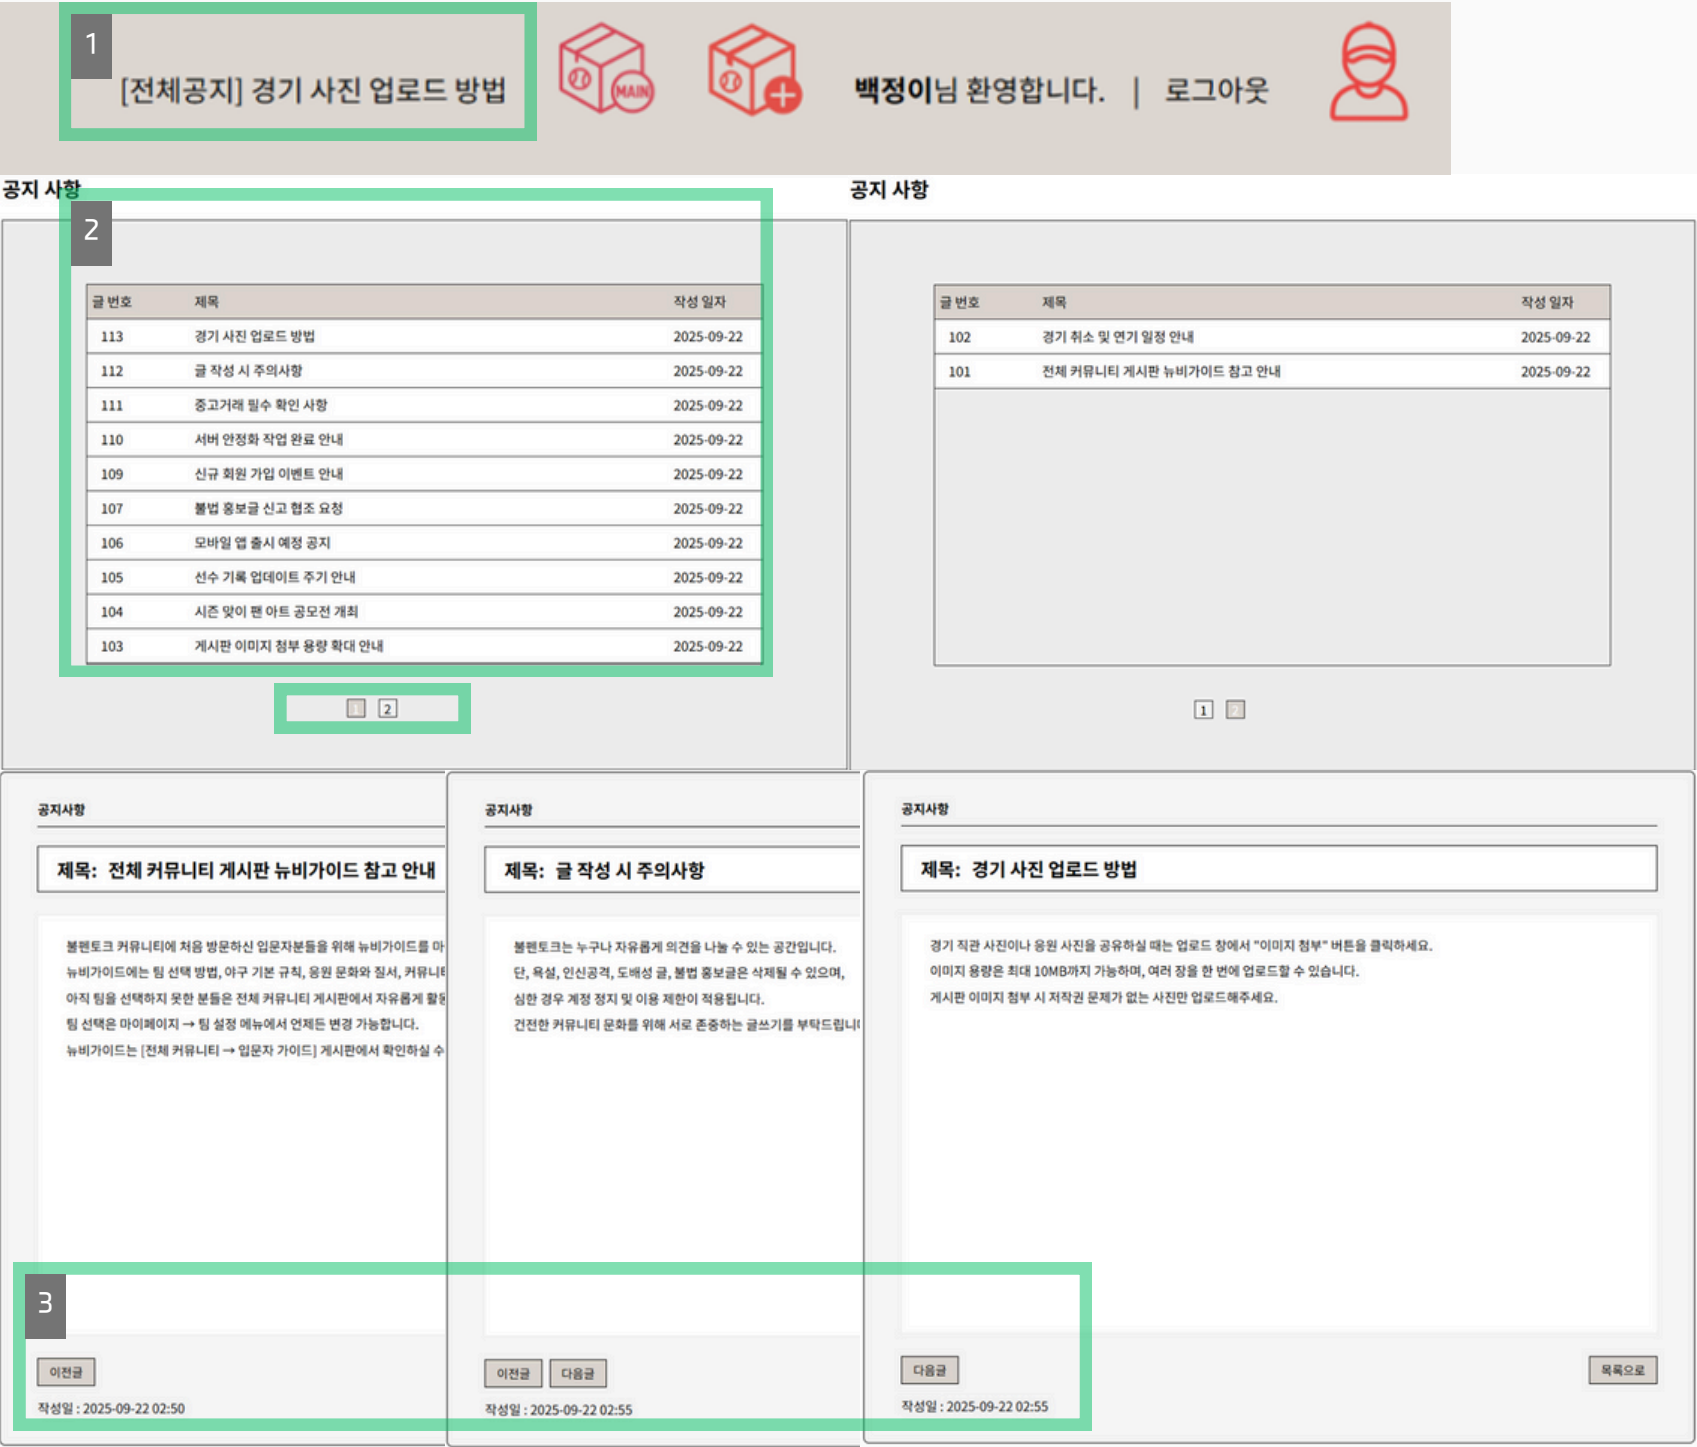 1
[전체공지] 경기 사진 업로드 방법
MAIN
백정이님 환영합니다. | 로그아웃
공지 사항
2
글 번호 제목 작성 일자
113 경기 사진 업로드 방법 2025-09-22
112 글 작성 시 주의사항 2025-09-22
111 중고거래 필수 확인 사항 2025-09-22
110 서버 안정화 작업 완료 안내 2025-09-22
109 신규 회원 가입 이벤트 안내 2025-09-22
107 불법 홍보글 신고 협조 요청 2025-09-22
106 모바일 앱 출시 예정 공지 2025-09-22
105 선수 기록 업데이트 주기 안내 2025-09-22
104 시즌 맞이 팬 아트 공모전 개최 2025-09-22
103 게시판 이미지 첨부 용량 확대 안내 2025-09-22
1 2
공지 사항
글 번호 제목 작성 일자
102 경기 취소 및 연기 일정 안내 2025-09-22
101 전체 커뮤니티 게시판 뉴비가이드 참고 안내 2025-09-22
1 2
공지사항
제목: 전체 커뮤니티 게시판 뉴비가이드 참고 안내
불펜토크 커뮤니티에 처음 방문하신 입문자분들을 위해 뉴비가이드를 마
뉴비가이드에는 팀 선택 방법, 야구 기본 규칙, 응원 문화와 질서, 커뮤니티
아직 팀을 선택하지 못한 분들은 전체 커뮤니티 게시판에서 자유롭게 활동
팀 선택은 마이페이지 → 팀 설정 메뉴에서 언제든 변경 가능합니다.
뉴비가이드는 [전체 커뮤니티 → 입문자 가이드] 게시판에서 확인하실 수
3
이전글
작성일 : 2025-09-22 02:50
공지사항
제목: 글 작성 시 주의사항
불펜토크는 누구나 자유롭게 의견을 나눌 수 있는 공간입니다.
단, 욕설, 인신공격, 도배성 글, 불법 홍보글은 삭제될 수 있으며,
심한 경우 계정 정지 및 이용 제한이 적용됩니다.
건전한 커뮤니티 문화를 위해 서로 존중하는 글쓰기를 부탁드립니다
이전글 다음글
작성일 : 2025-09-22 02:55
공지사항
제목: 경기 사진 업로드 방법
경기 직관 사진이나 응원 사진을 공유하실 때는 업로드 창에서 "이미지 첨부" 버튼을 클릭하세요.
이미지 용량은 최대 10MB까지 가능하며, 여러 장을 한 번에 업로드할 수 있습니다.
게시판 이미지 첨부 시 저작권 문제가 없는 사진만 업로드해주세요.
다음글 목록으로
작성일 : 2025-09-22 02:55